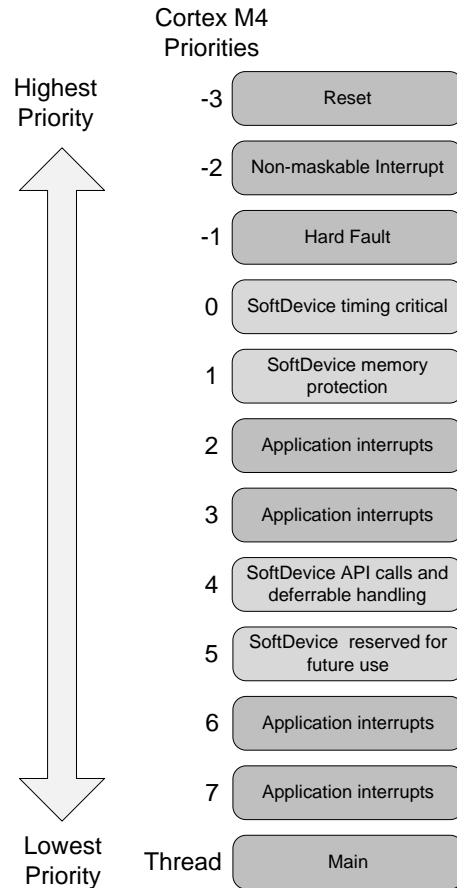 Cortex M4
Priorities
Highest
Priority
-3 Reset
-2 Non-maskable Interrupt
-1 Hard Fault
0 SoftDevice timing critical
1 SoftDevice memory
protection
2 Application interrupts
3 Application interrupts
4 SoftDevice API calls and
deferrable handling
5 SoftDevice reserved for
future use
6 Application interrupts
7 Application interrupts
Lowest
Priority
Thread Main